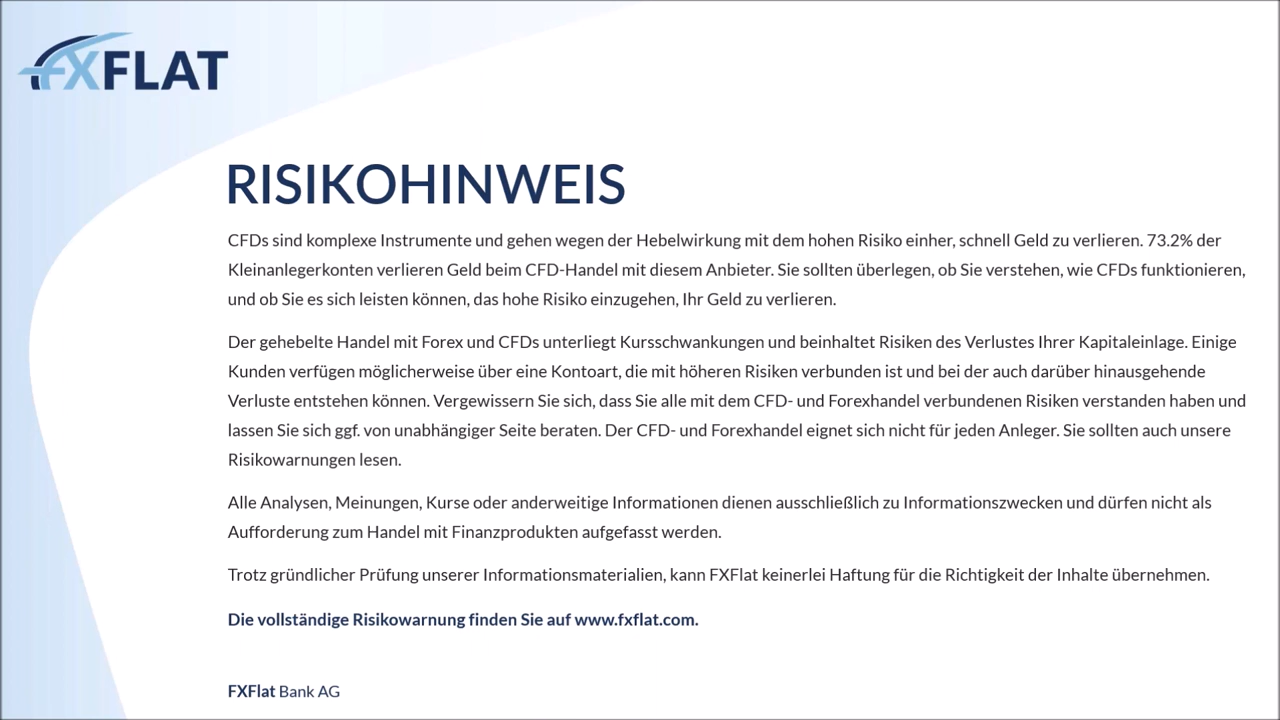 FXFLAT
RISIKOHINWEIS
CFDs sind komplexe Instrumente und gehen wegen der Hebelwirkung mit dem hohen Risiko einher, schnell Geld zu verlieren. 73.2% der
Kleinanlegerkonten verlieren Geld beim CFD-Handel mit diesem Anbieter. Sie sollten überlegen, ob Sie verstehen, wie CFDs funktionieren,
und ob Sie es sich leisten können, das hohe Risiko einzugehen, Ihr Geld zu verlieren.
Der gehebelte Handel mit Forex und CFDs unterliegt Kursschwankungen und beinhaltet Risiken des Verlustes Ihrer Kapitaleinlage. Einige
Kunden verfügen möglicherweise über eine Kontoart, die mit höheren Risiken verbunden ist und bei der auch darüber hinausgehende
Verluste entstehen können. Vergewissern Sie sich, dass Sie alle mit dem CFD- und Forexhandel verbundenen Risiken verstanden haben und
lassen Sie sich ggf. von unabhängiger Seite beraten. Der CFD- und Forexhandel eignet sich nicht für jeden Anleger. Sie sollten auch unsere
Risikowarnungen lesen.
Alle Analysen, Meinungen, Kurse oder anderweitige Informationen dienen ausschließlich zu Informationszwecken und dürfen nicht als
Aufforderung zum Handel mit Finanzprodukten aufgefasst werden.
Trotz gründlicher Prüfung unserer Informationsmaterialien, kann FXFlat keinerlei Haftung für die Richtigkeit der Inhalte übernehmen.
Die vollständige Risikowarnung finden Sie auf www.fxflat.com.
FXFlat Bank AG